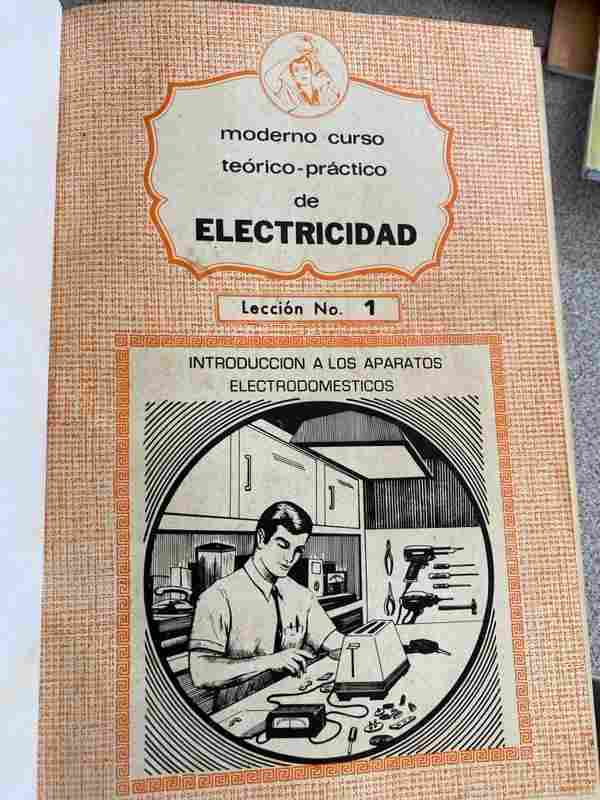 moderno curso
teórico-práctico
de
ELECTRICIDAD
Lección No. 1
INTRODUCCION A LOS APARATOS
ELECTRODOMESTICOS